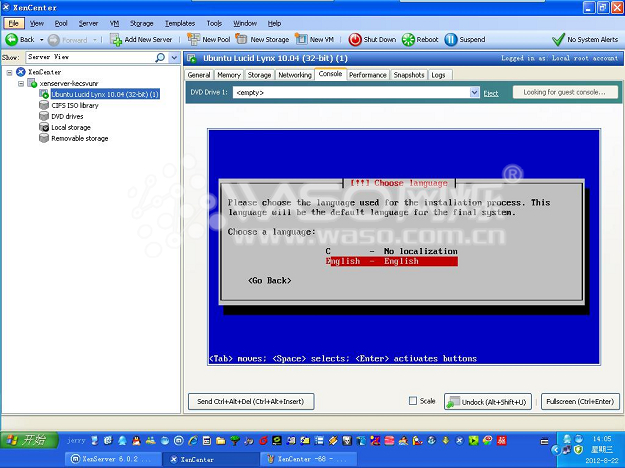 XenCenter
File View Pool Server VM Storage Templates Tools Window Help
Back Forward Add New Server New Pool New Storage New VM Shut Down Reboot Suspend No System Alerts
Show: Server View
Ubuntu Lucid Lynx 10.04 (32-bit) (1) Logged in as: Local root account
XenCenter
xenserver-kecsvunr
Ubuntu Lucid Lynx 10.04 (32-bit) (1)
CIFS ISO library
DVD drives
Local storage
Removable storage
General Memory Storage Networking Console Performance Snapshots Logs
DVD Drive 1: <empty> Eject Looking for guest console...
[!!] Choose language
Please choose the language used for the installation process. This
language will be the default language for the final system.
Choose a language:
C - No localization
English - English
<Go Back>
<Tab> moves; <Space> selects; <Enter> activates buttons
WASO
www.waso.com.cn
Send Ctrl+Alt+Del (Ctrl+Alt+Insert) Scale Undock (Alt+Shift+U) Fullscreen (Ctrl+Enter)
开始 jerry
14:05
星期三
2012-8-22
XenServer 6.0.2 ... XenCenter XenCenter -68 - ...